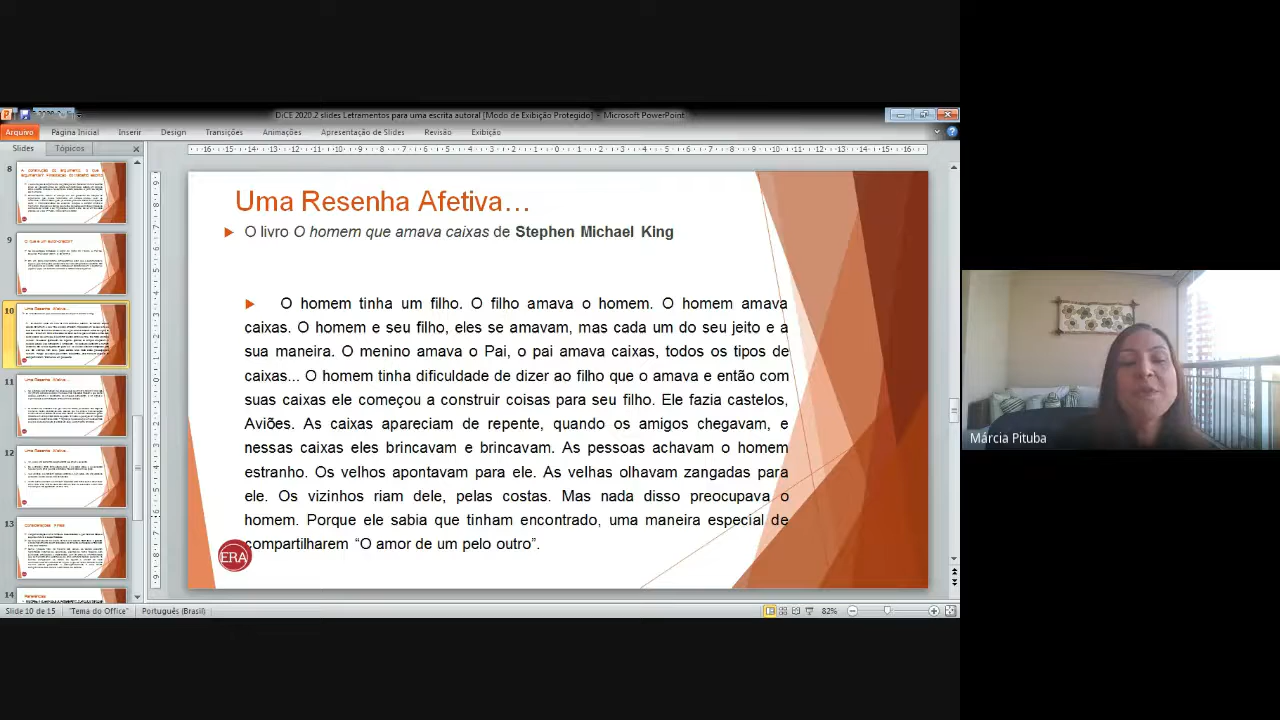 DiCE 2020.2 slides Letramentos para uma escrita autoral [Modo de Exibição Protegido] - Microsoft PowerPoint
Arquivo Página Inicial Inserir Design Transições Animações Apresentação de Slides Revisão Exibição
Slides Tópicos
8
9
10
11
12
13
14
Uma Resenha Afetiva...
O livro O homem que amava caixas de Stephen Michael King
O homem tinha um filho. O filho amava o homem. O homem amava
caixas. O homem e seu filho, eles se amavam, mas cada um do seu jeito, a
sua maneira. O menino amava o Pai, o pai amava caixas, todos os tipos de
caixas... O homem tinha dificuldade de dizer ao filho que o amava e então com
suas caixas ele começou a construir coisas para seu filho. Ele fazia castelos,
Aviões. As caixas apareciam de repente, quando os amigos chegavam, e
nessas caixas eles brincavam e brincavam. As pessoas achavam o homem
estranho. Os velhos apontavam para ele. As velhas olhavam zangadas para
ele. Os vizinhos riam dele, pelas costas. Mas nada disso preocupava o
homem. Porque ele sabia que tinham encontrado, uma maneira especial de
compartilharem “O amor de um pelo outro”.
ERA
Slide 10 de 15 "Tema do Office" Português (Brasil) 82%
Márcia Pituba